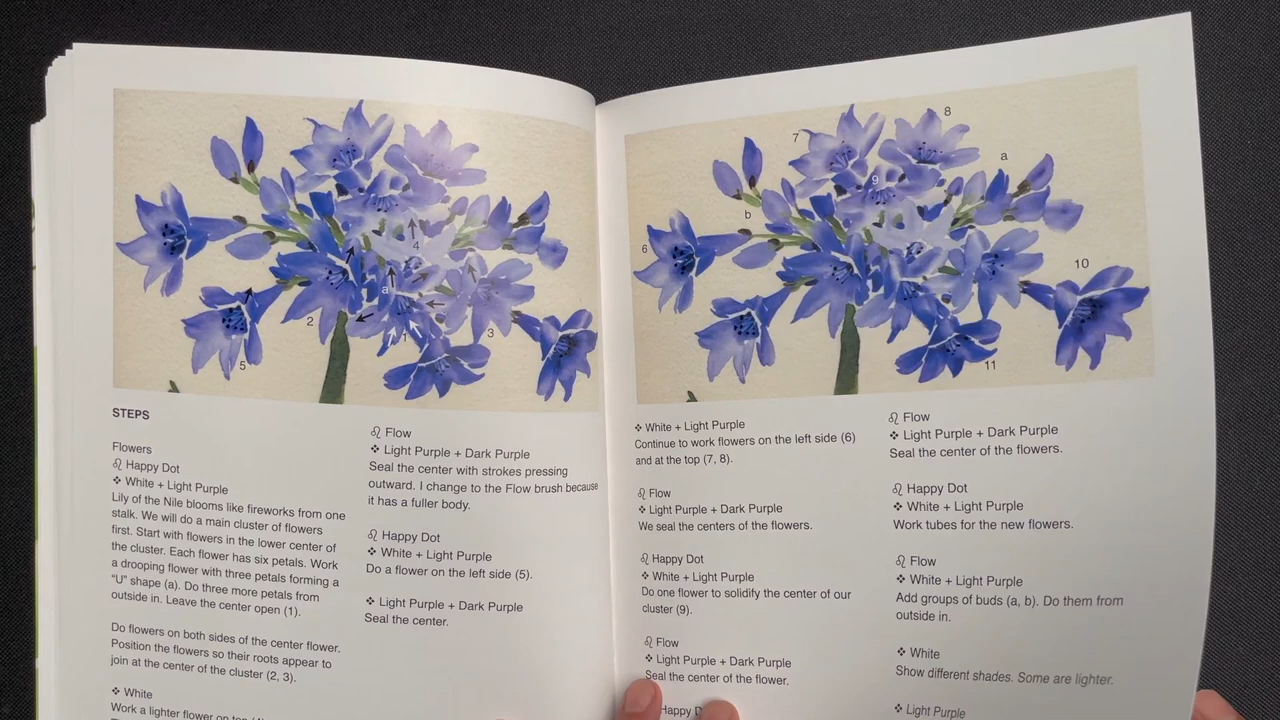 4
a
2
1
3
5
STEPS
Flowers
♌ Happy Dot
❖ White + Light Purple
Lily of the Nile blooms like fireworks from one
stalk. We will do a main cluster of flowers
first. Start with flowers in the lower center of
the cluster. Each flower has six petals. Work
a drooping flower with three petals forming a
"U" shape (a). Do three more petals from
outside in. Leave the center open (1).
Do flowers on both sides of the center flower.
Position the flowers so their roots appear to
join at the center of the cluster (2, 3).
❖ White
Work a lighter flower on top
♌ Flow
❖ Light Purple + Dark Purple
Seal the center with strokes pressing
outward. I change to the Flow brush because
it has a fuller body.
♌ Happy Dot
❖ White + Light Purple
Do a flower on the left side (5).
❖ Light Purple + Dark Purple
Seal the center.
7
8
9
a
b
6
10
11
❖ White + Light Purple
Continue to work flowers on the left side (6)
and at the top (7, 8).
♌ Flow
❖ Light Purple + Dark Purple
We seal the centers of the flowers.
♌ Happy Dot
❖ White + Light Purple
Do one flower to solidify the center of our
cluster (9).
♌ Flow
❖ Light Purple + Dark Purple
Seal the center of the flower.
Happy
♌ Flow
❖ Light Purple + Dark Purple
Seal the center of the flowers.
♌ Happy Dot
❖ White + Light Purple
Work tubes for the new flowers.
♌ Flow
❖ White + Light Purple
Add groups of buds (a, b). Do them from
outside in.
❖ White
Show different shades. Some are lighter.
❖ Light Purple